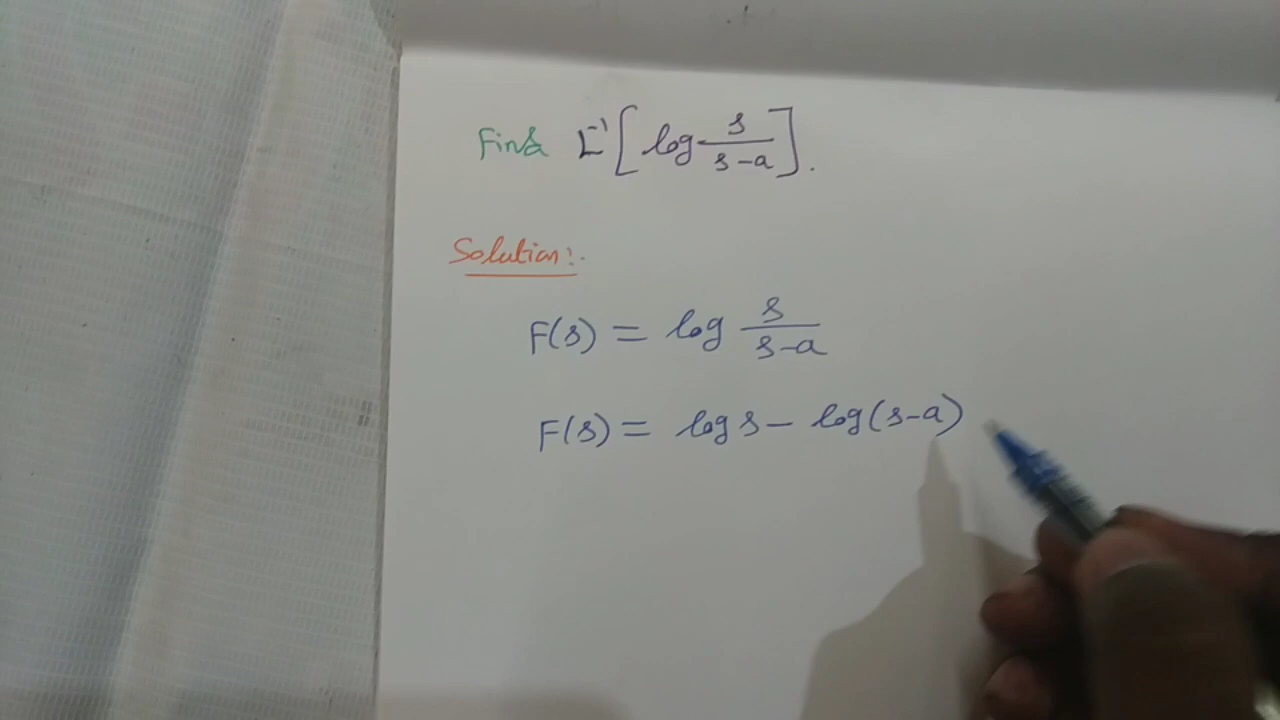 Find L⁻¹[log s/(s-a)].
Solution:.
F(s) = log s/(s-a)
F(s) = log s - log(s-a)